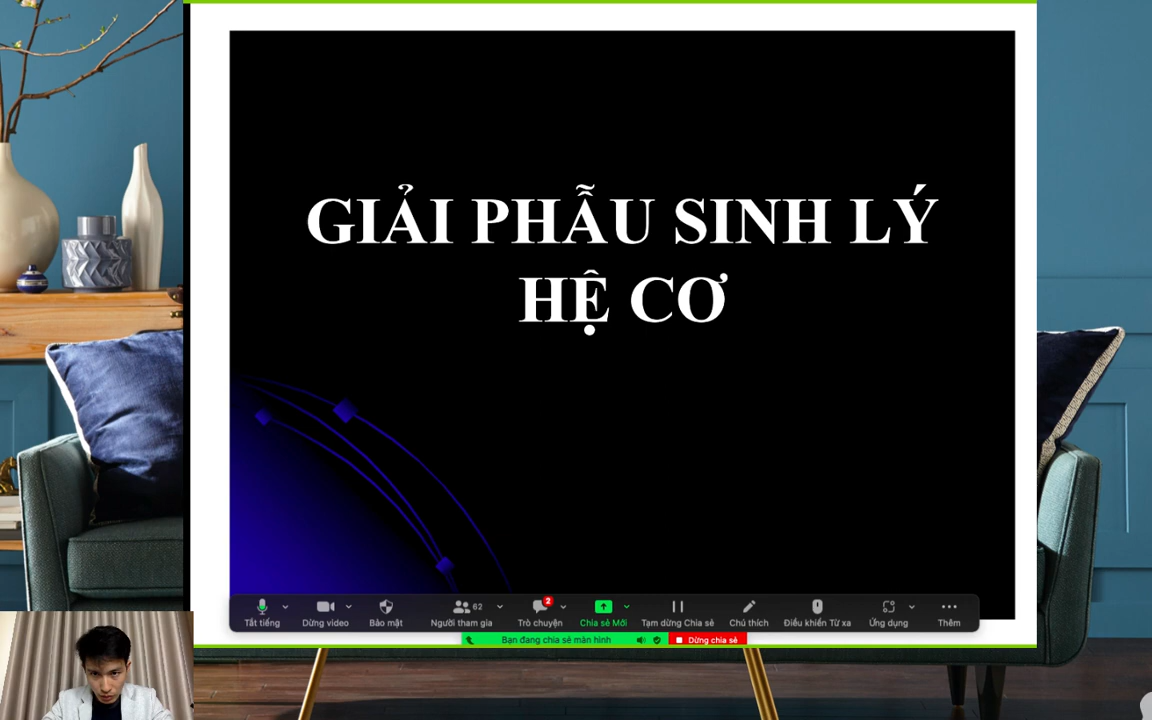 GIẢI PHẪU SINH LÝ
HỆ CƠ
62
2
Tắt tiếng
Dừng video
Bảo mật
Người tham gia
Trò chuyện
Chia sẻ Mới
Tạm dừng Chia sẻ
Chú thích
Điều khiển Từ xa
Ứng dụng
Thêm
Bạn đang chia sẻ màn hình
Dừng chia sẻ